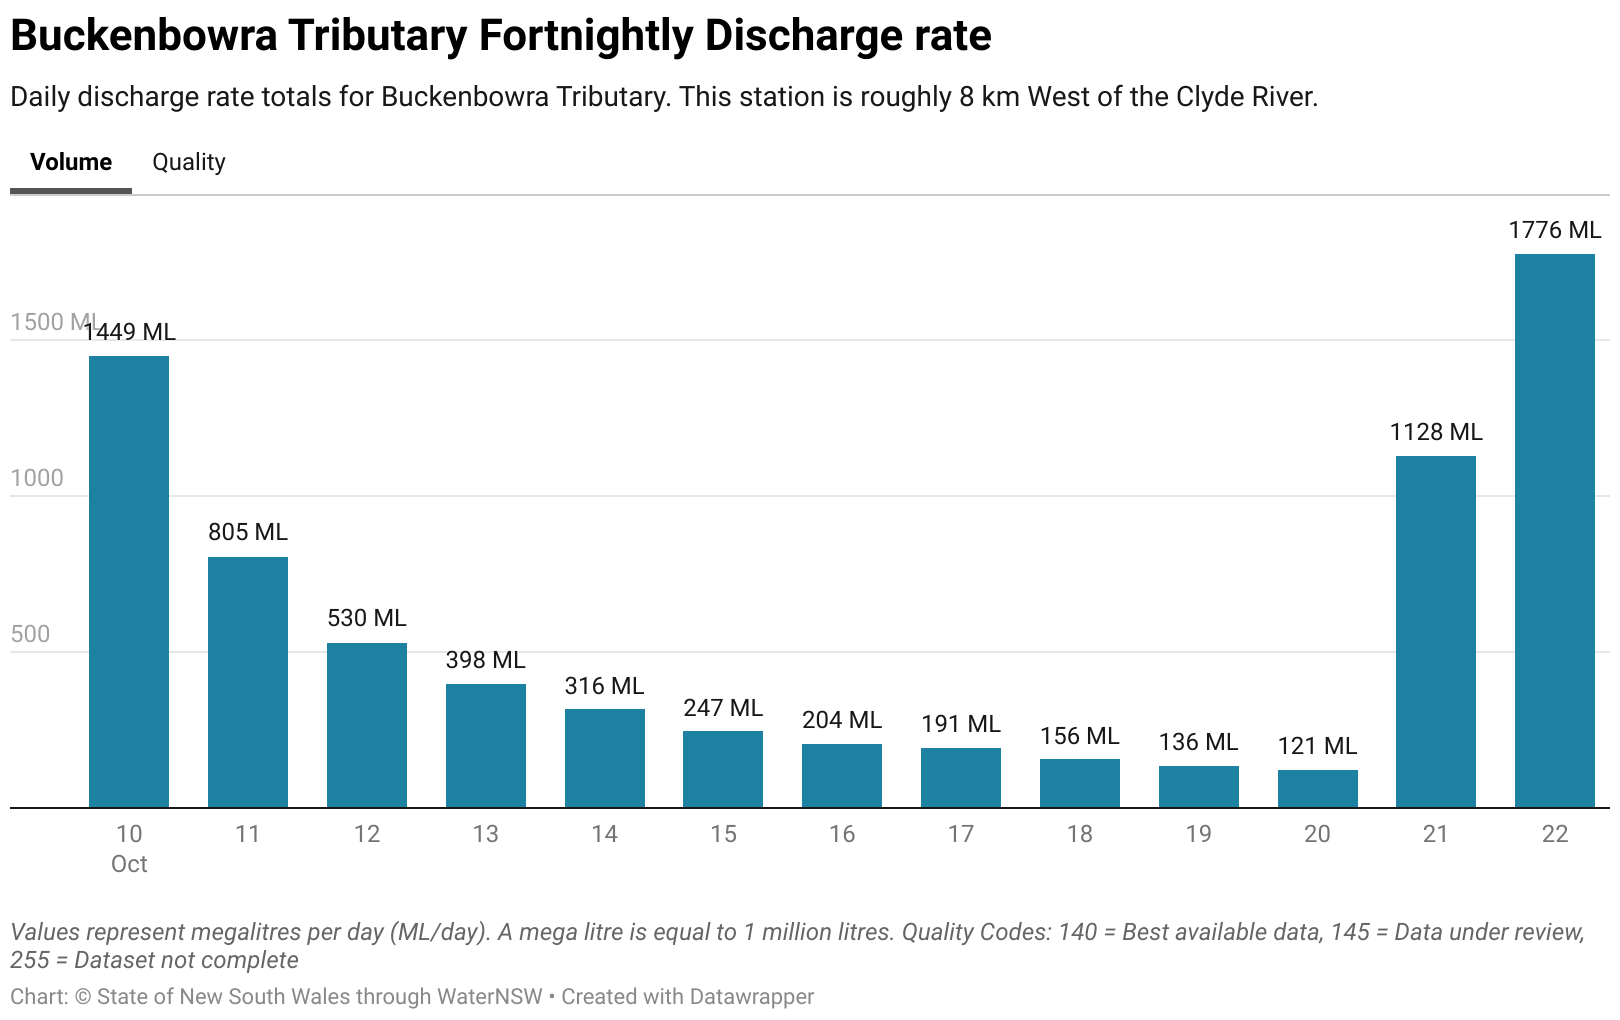 Buckenbowra Tributary Fortnightly Discharge rate
Daily discharge rate totals for Buckenbowra Tributary. This station is roughly 8 km West of the Clyde River.
Volume Quality
1776 ML
1500 ML
1449 ML
1128 ML
1000
805 ML
530 ML
500
398 ML
316 ML
247 ML
204 ML
191 ML
156 ML
136 ML
121 ML
10 11 12 13 14 15 16 17 18 19 20 21 22
Oct
Values represent megalitres per day (ML/day). A mega litre is equal to 1 million litres. Quality Codes: 140 = Best available data, 145 = Data under review,
255 = Dataset not complete
Chart: © State of New South Wales through WaterNSW • Created with Datawrapper